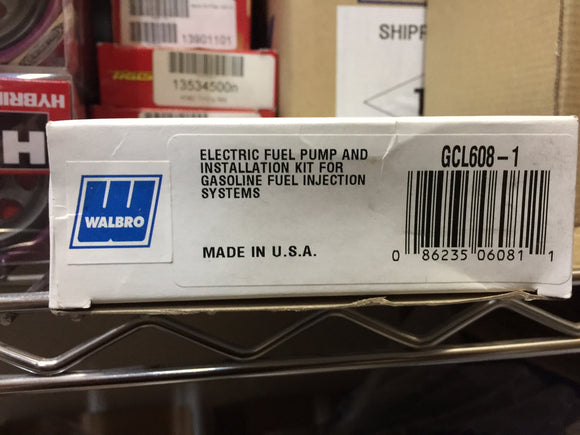 13901101
13534500n
SHIPP
HYBRI
H
ELECTRIC FUEL PUMP AND
INSTALLATION KIT FOR
GASOLINE FUEL INJECTION
SYSTEMS
MADE IN U.S.A.
WALBRO
GCL608-1
0 86235 06081 1